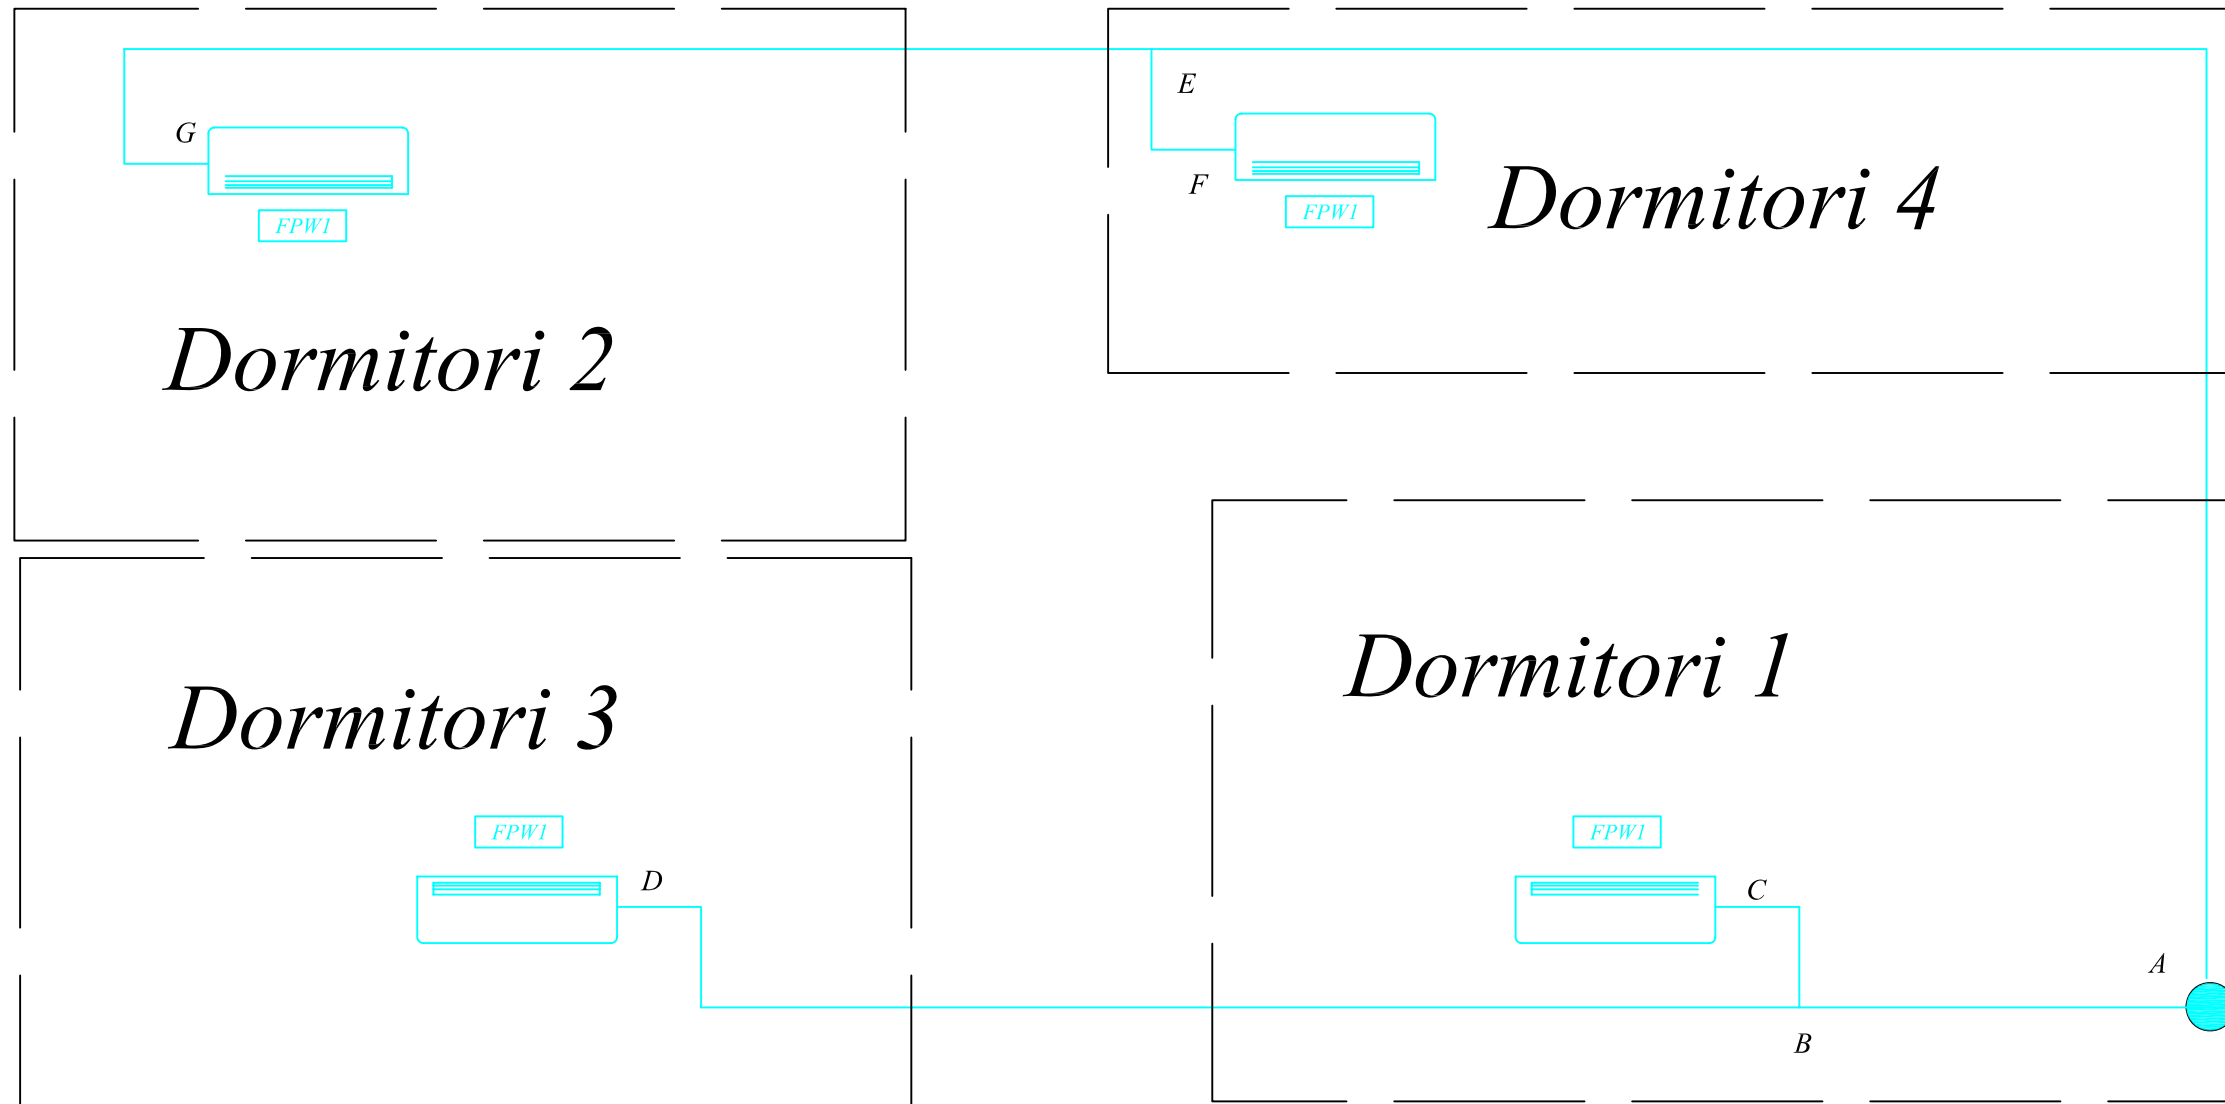 E
G
F
FPW1
FPW1
Dormitori 4
Dormitori 2
Dormitori 3
Dormitori 1
FPW1
FPW1
D
C
A
B